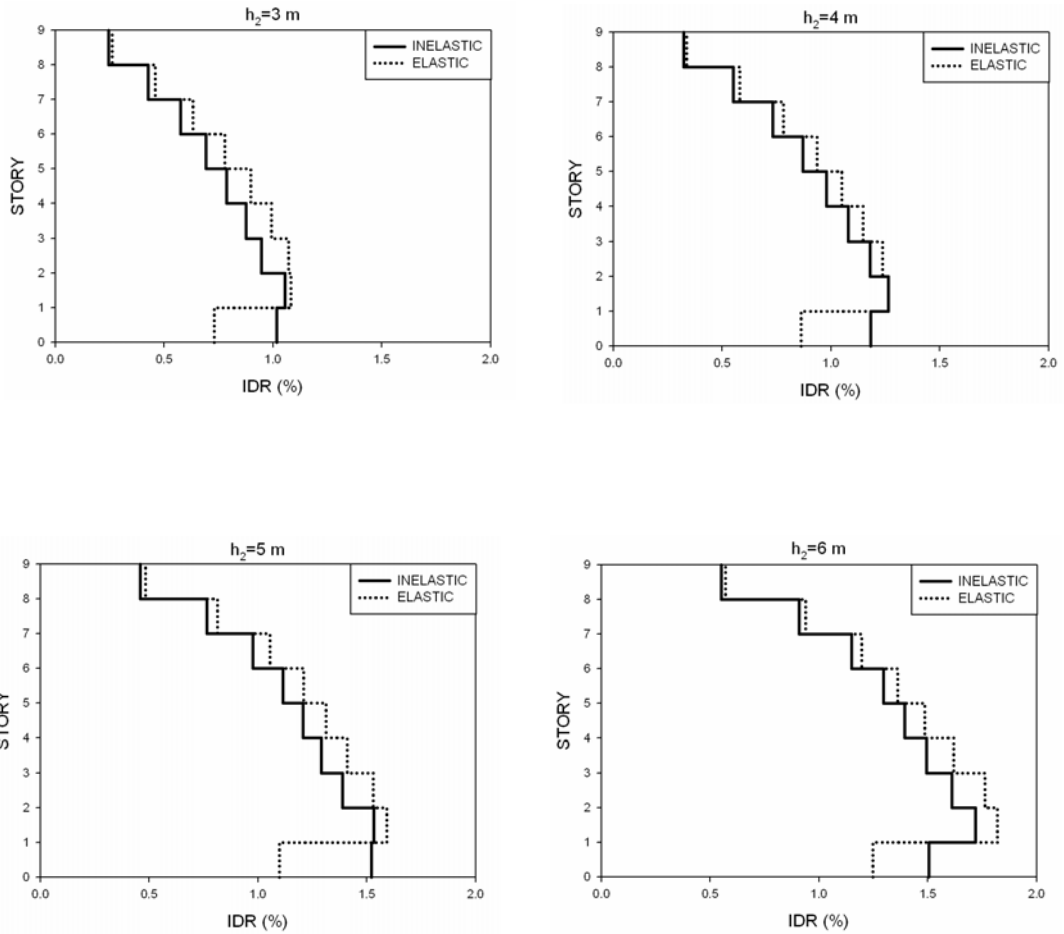 h2=3 m
9
8
7
6
5
4
3
2
1
0
STORY
INELASTIC
ELASTIC
0.0 0.5 1.0 1.5 2.0
IDR (%)
h2=4 m
9
8
7
6
5
4
3
2
1
0
STORY
INELASTIC
ELASTIC
0.0 0.5 1.0 1.5 2.0
IDR (%)
h2=5 m
9
8
7
6
5
4
3
2
1
0
STORY
INELASTIC
ELASTIC
0.0 0.5 1.0 1.5 2.0
IDR (%)
h2=6 m
9
8
7
6
5
4
3
2
1
0
STORY
INELASTIC
ELASTIC
0.0 0.5 1.0 1.5 2.0
IDR (%)